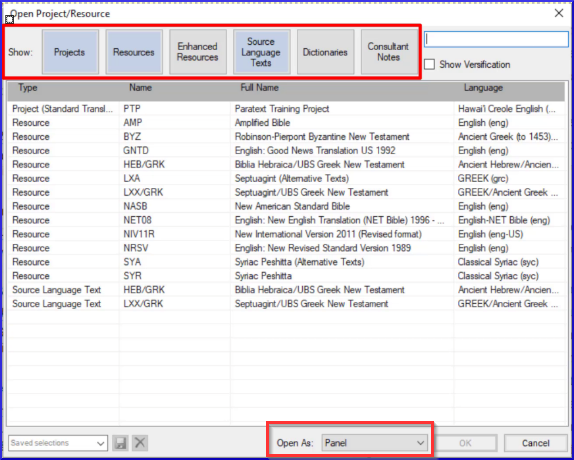 Open Project/Resource
Show: Projects Resources Enhanced Resources Source Language Texts Dictionaries Consultant Notes
Show Versification
Type Name Full Name Language
Project (Standard Transl... PTP Paratext Training Project Hawai'i Creole English (...
Resource AMP Amplified Bible English (eng)
Resource BYZ Robinson-Pierpont Byzantine New Testament Ancient Greek (to 1453)...
Resource GNTD English: Good News Translation US 1992 English (eng)
Resource HEB/GRK Biblia Hebraica/UBS Greek New Testament Ancient Hebrew/Ancien...
Resource LXA Septuagint (Alternative Texts) GREEK (grc)
Resource LXX/GRK Septuagint/UBS Greek New Testament GREEK/Ancient Greek ...
Resource NASB New American Standard Bible English (eng)
Resource NET08 English: New English Translation (NET Bible) 1996 - ... English-NET Bible (eng)
Resource NIV11R New International Version 2011 (Revised format) English (eng-US)
Resource NRSV English: New Revised Standard Version 1989 English (eng)
Resource SYA Syriac Peshitta (Alternative Texts) Classical Syriac (syc)
Resource SYR Syriac Peshitta Classical Syriac (syc)
Source Language Text HEB/GRK Biblia Hebraica/UBS Greek New Testament Ancient Hebrew/Ancien...
Source Language Text LXX/GRK Septuagint/UBS Greek New Testament GREEK/Ancient Greek ...
Saved selections Open As: Panel OK Cancel